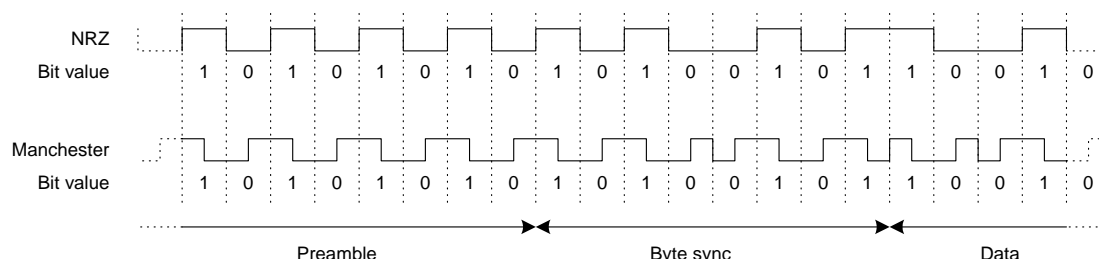 NRZ
Bit value 1 0 1 0 1 0 1 0 1 0 1 0 0 1 0 1 1 0 0 1 0
Manchester
Bit value 1 0 1 0 1 0 1 0 1 0 1 0 0 1 0 1 1 0 0 1 0
Preamble Byte sync Data